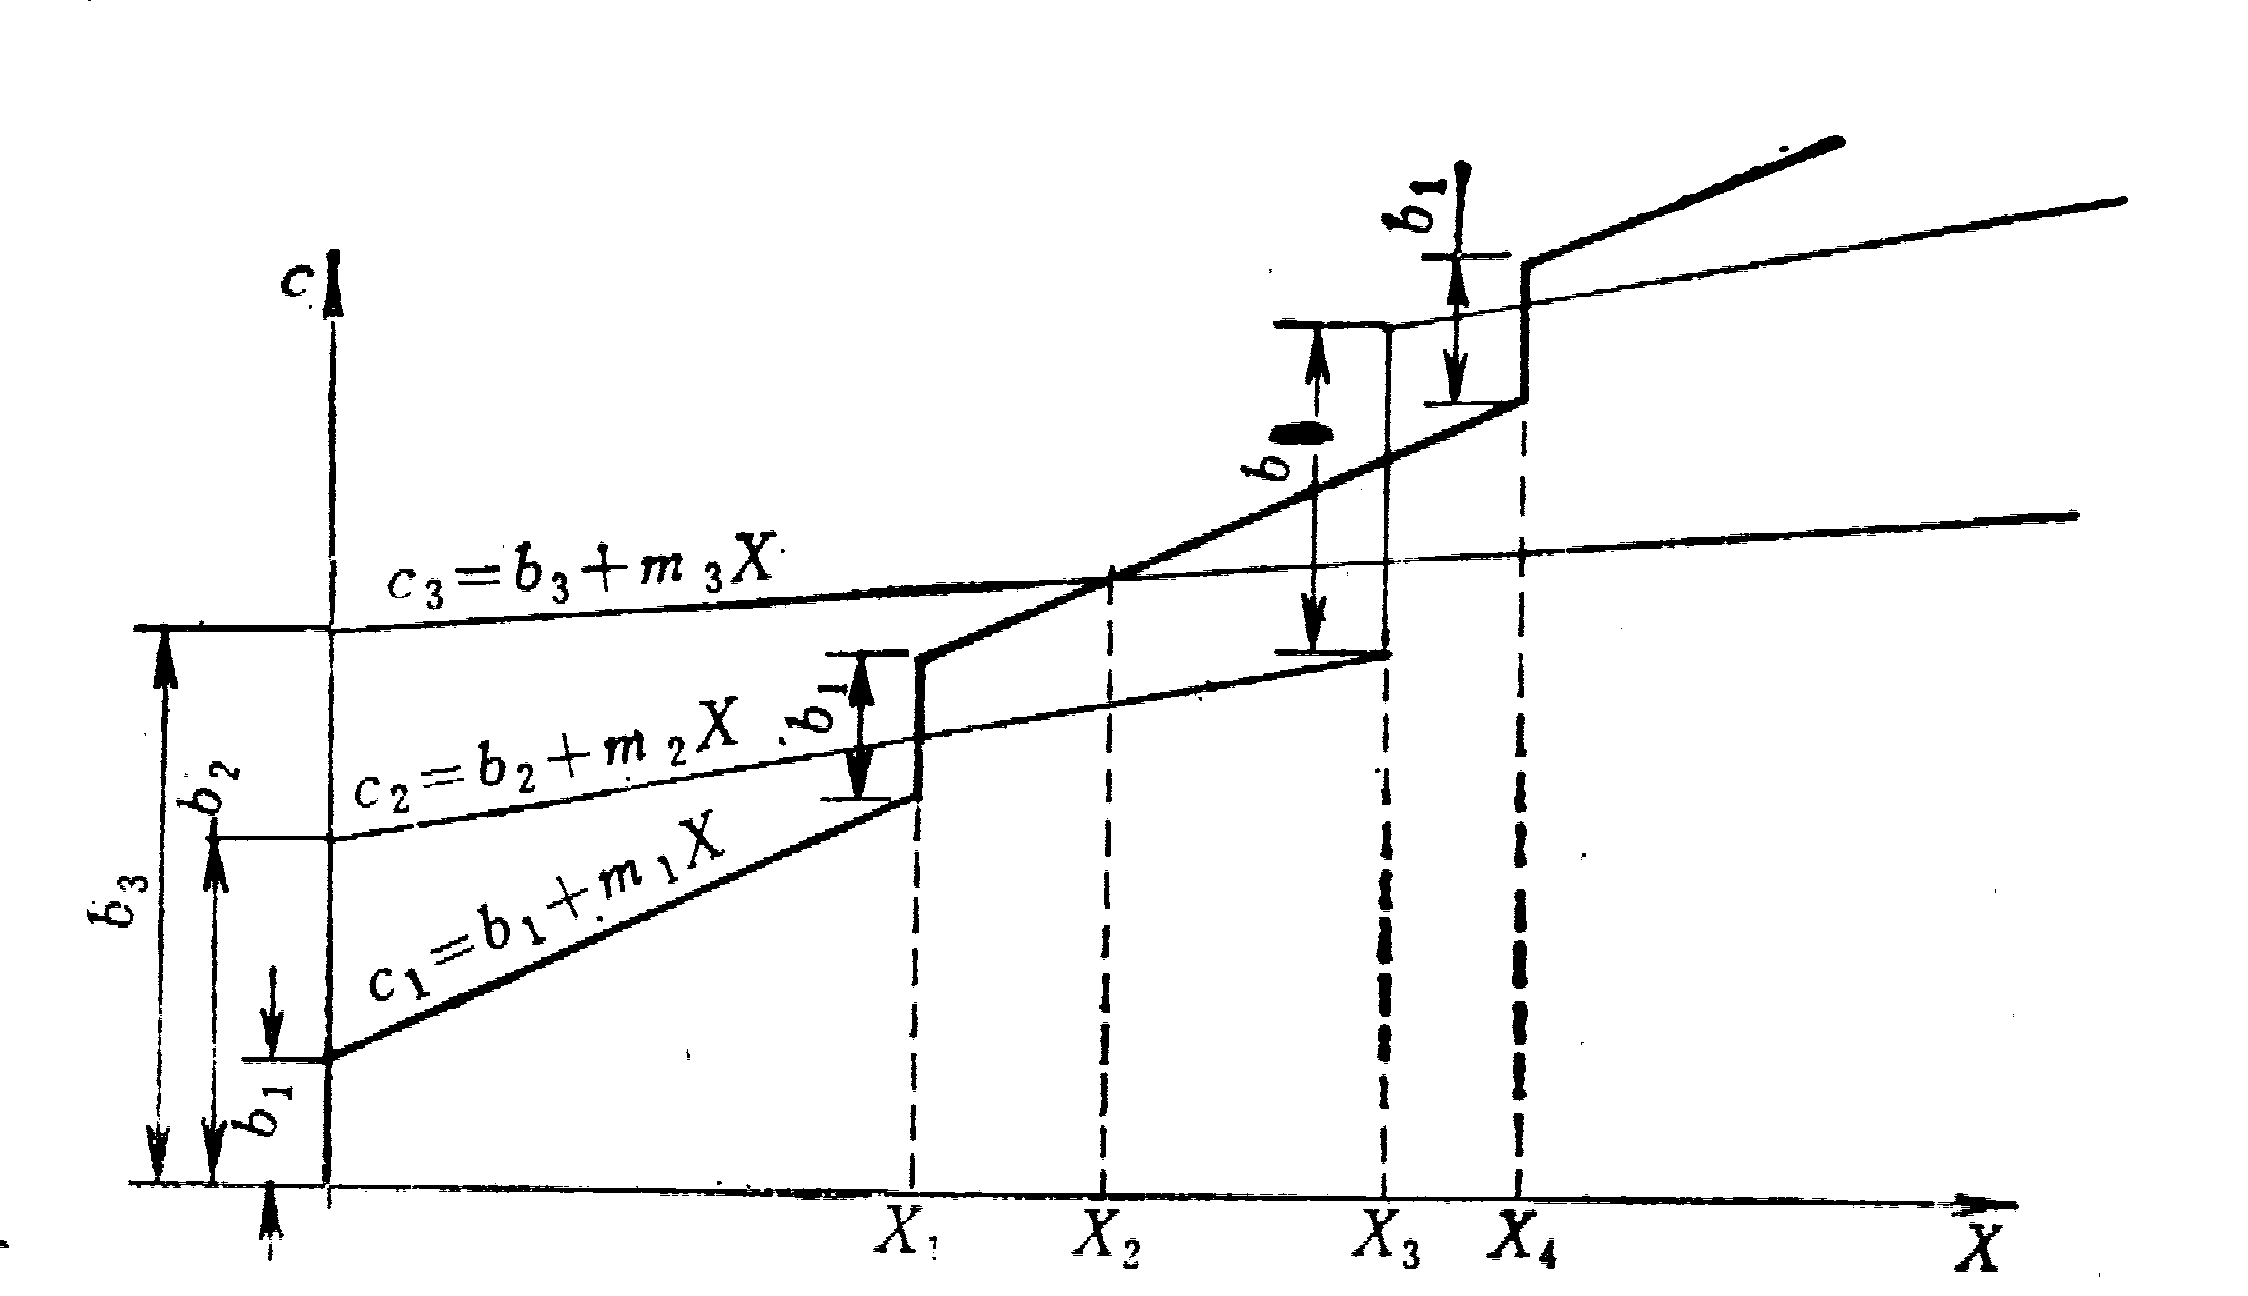 c
b₁
b
c₃=b₃+m₃X
b₁
c₂=b₂+m₂X
b₂
b₃
c₁=b₁+m₁X
b₁
X₁ X₂ X₃ X₄ X